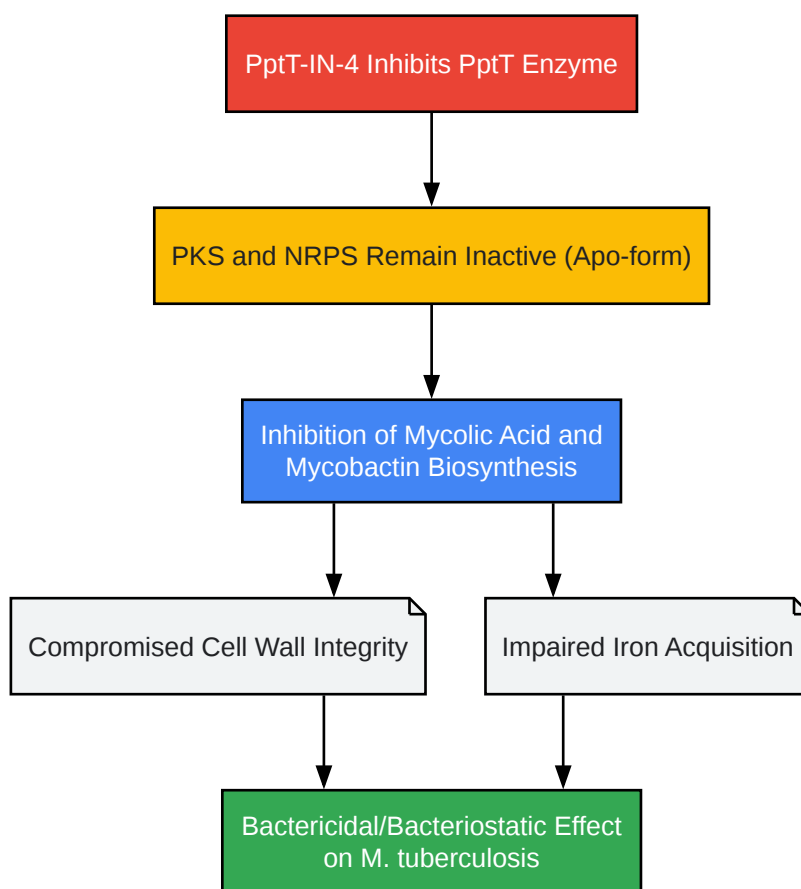 PptT-IN-4 Inhibits PptT Enzyme
PKS and NRPS Remain Inactive (Apo-form)
Inhibition of Mycolic Acid and
Mycobactin Biosynthesis
Compromised Cell Wall Integrity
Impaired Iron Acquisition
Bactericidal/Bacteriostatic Effect
on M. tuberculosis